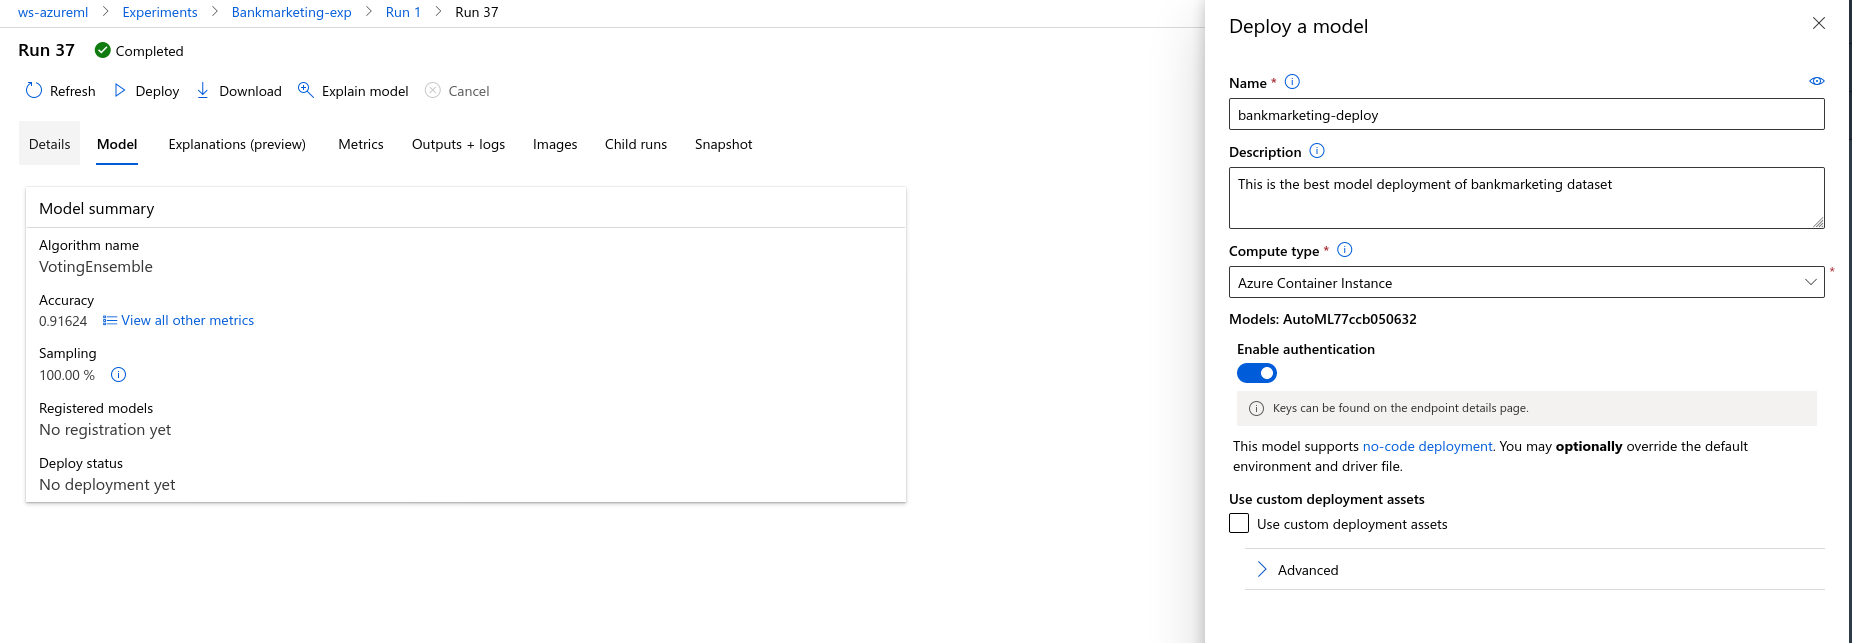 ws-azureml > Experiments > Bankmarketing-exp > Run 1 > Run 37
Run 37 Completed
Refresh Deploy Download Explain model Cancel
Details Model Explanations (preview) Metrics Outputs + logs Images Child runs Snapshot
Model summary
Algorithm name
VotingEnsemble
Accuracy
0.91624 View all other metrics
Sampling
100.00 %
Registered models
No registration yet
Deploy status
No deployment yet
Deploy a model
Name *
bankmarketing-deploy
Description
This is the best model deployment of bankmarketing dataset
Compute type *
Azure Container Instance *
Models: AutoML77ccb050632
Enable authentication
Keys can be found on the endpoint details page.
This model supports no-code deployment. You may optionally override the default
environment and driver file.
Use custom deployment assets
Use custom deployment assets
Advanced